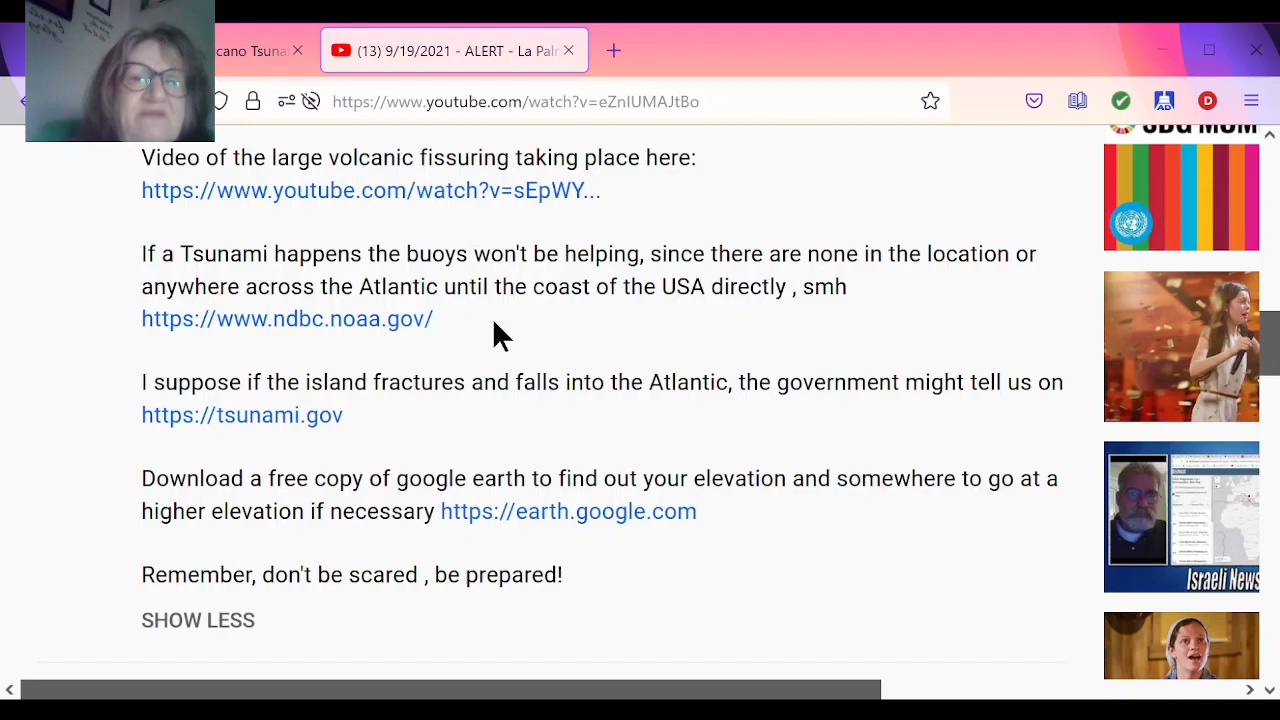 cano Tsuna
(13) 9/19/2021 - ALERT - La Paln
https://www.youtube.com/watch?v=eZnIUMAJtBo
AD
D
Video of the large volcanic fissuring taking place here:
https://www.youtube.com/watch?v=sEpWY...
If a Tsunami happens the buoys won't be helping, since there are none in the location or
anywhere across the Atlantic until the coast of the USA directly , smh
https://www.ndbc.noaa.gov/
I suppose if the island fractures and falls into the Atlantic, the government might tell us on
https://tsunami.gov
Download a free copy of google earth to find out your elevation and somewhere to go at a
higher elevation if necessary https://earth.google.com
Remember, don't be scared , be prepared!
SHOW LESS
SDG MOM
Israeli News